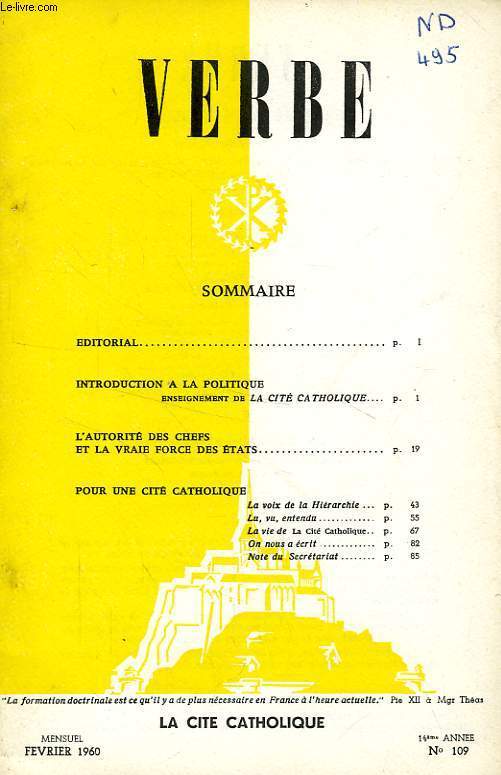 Le-livre.com
ND
495
VERBE
SOMMAIRE
EDITORIAL........................................... p. I
INTRODUCTION A LA POLITIQUE
ENSEIGNEMENT DE LA CITÉ CATHOLIQUE.... p. 1
L'AUTORITÉ DES CHEFS
ET LA VRAIE FORCE DES ÉTATS...................... p. 19
POUR UNE CITÉ CATHOLIQUE
La voix de la Hiérarchie ... p. 43
Lu, vu, entendu ............ p. 55
La vie de La Cité Catholique.. p. 67
On nous a écrit ............ p. 82
Note du Secrétariat ........ p. 85
"La formation doctrinale est ce qu'il y a de plus nécessaire en France à l'heure actuelle." Pie XII à Mgr Théas
LA CITE CATHOLIQUE
MENSUEL 14ème ANNEE
FEVRIER 1960 No 109